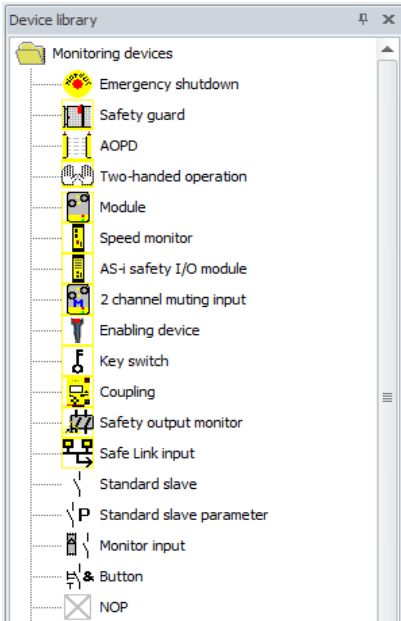 Device library
Monitoring devices
Emergency shutdown
Safety guard
AOPD
Two-handed operation
Module
Speed monitor
AS-i safety I/O module
M 2 channel muting input
Enabling device
Key switch
Coupling
Safety output monitor
Safe Link input
Standard slave
P Standard slave parameter
Monitor input
& Button
NOP